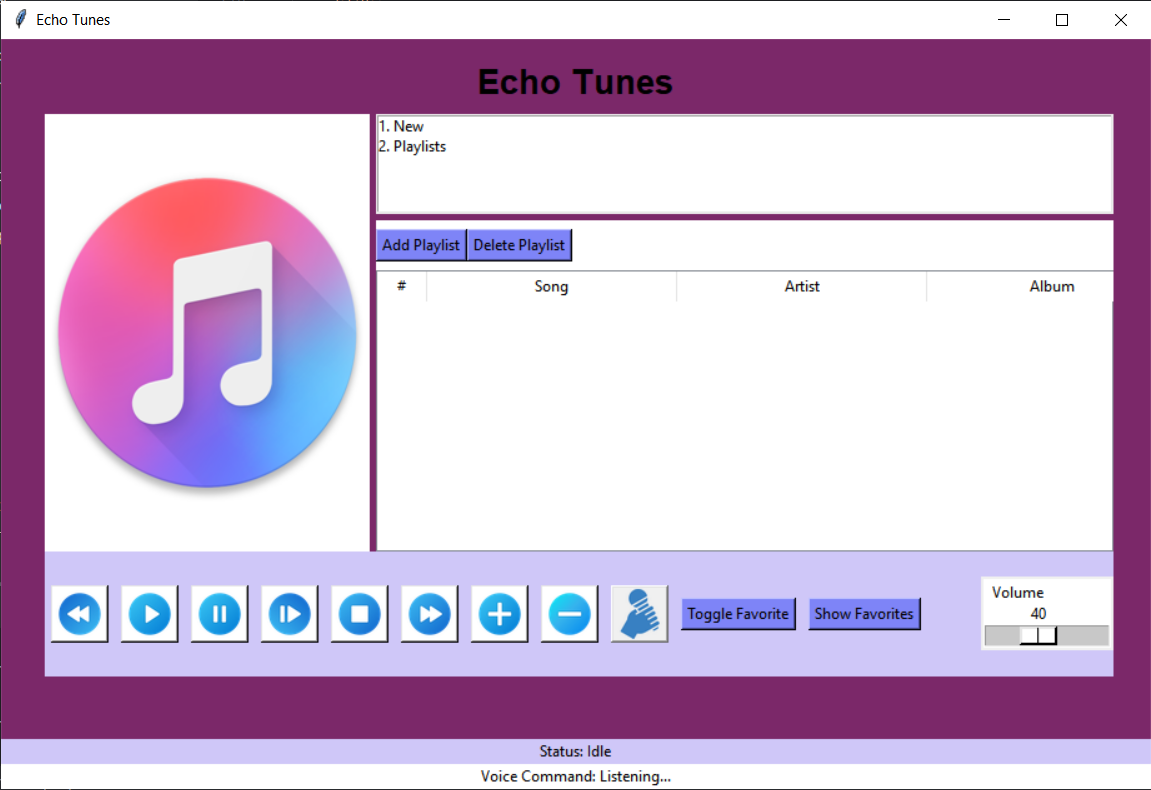 Echo Tunes
Echo Tunes
1. New
2. Playlists
Add Playlist Delete Playlist
# Song Artist Album
Toggle Favorite Show Favorites
Volume
40
Status: Idle
Voice Command: Listening...